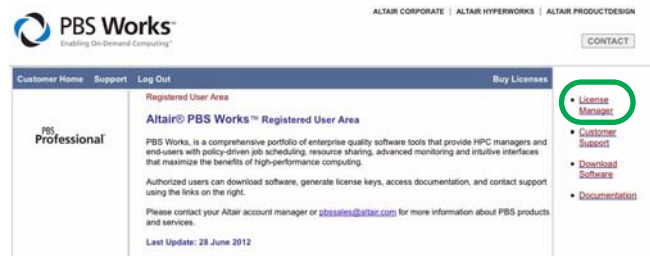 ALTAIR CORPORATE | ALTAIR HYPERWORKS | ALTAIR PRODUCTDESIGN
PBS Works™
Enabling On-Demand Computing™
CONTACT
Customer Home Support Log Out Buy Licenses
Registered User Area
Altair® PBS Works™ Registered User Area
PBS Professional®
PBS Works, is a comprehensive portfolio of enterprise quality software tools that provide HPC managers and
end-users with policy-driven job scheduling, resource sharing, advanced monitoring and intuitive interfaces
that maximize the benefits of high-performance computing.
Authorized users can download software, generate license keys, access documentation, and contact support
using the links on the right.
Please contact your Altair account manager or pbssales@altair.com for more information about PBS products
and services.
Last Update: 28 June 2012
• License
Manager
• Customer
Support
• Download
Software
• Documentation